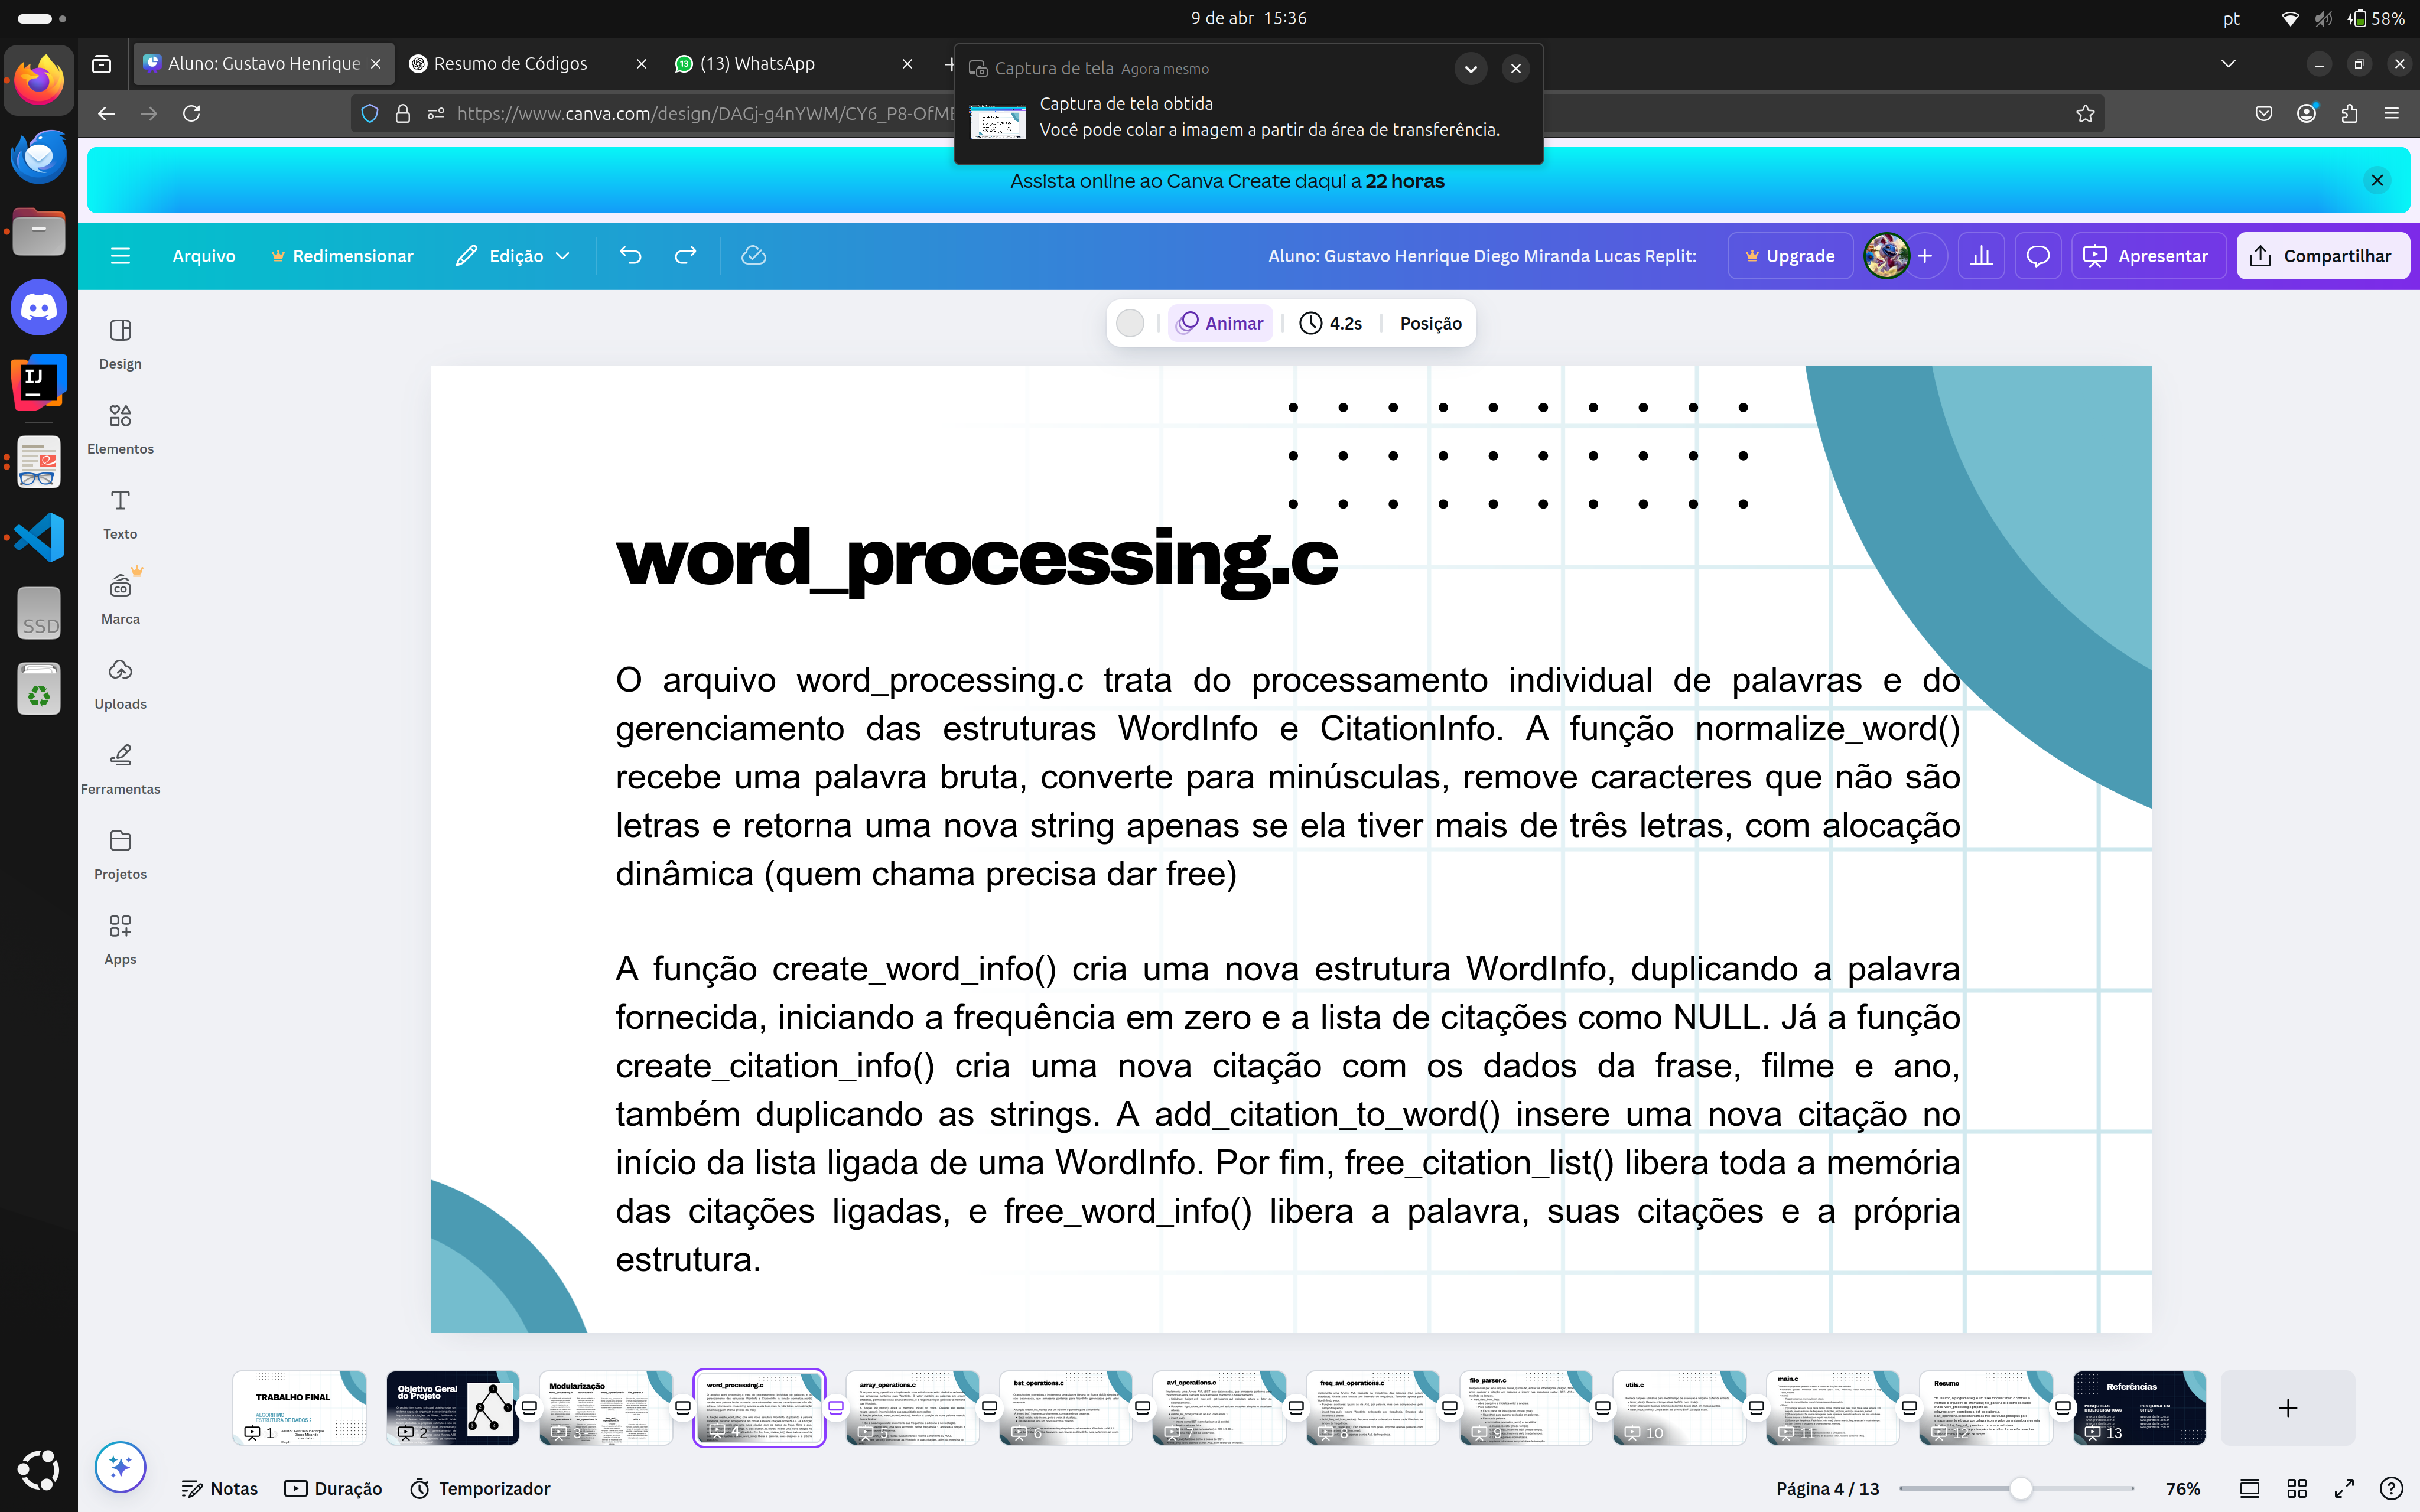 9 de abr 15:36
pt
58%
Aluno: Gustavo Henrique
Resumo de Códigos
(13) WhatsApp
Captura de tela Agora mesmo
Captura de tela obtida
Você pode colar a imagem a partir da área de transferência.
https://www.canva.com/design/DAGj-g4nYWM/CY6_P8-OfM
Assista online ao Canva Create daqui a 22 horas
Arquivo
Redimensionar
Edição
Aluno: Gustavo Henrique Diego Miranda Lucas Replit:
Upgrade
Apresentar
Compartilhar
Animar
4.2s
Posição
Design
Elementos
Texto
Marca
Uploads
Ferramentas
Projetos
Apps
SSD
word_processing.c
O arquivo word_processing.c trata do processamento individual de palavras e do
gerenciamento das estruturas WordInfo e CitationInfo. A função normalize_word()
recebe uma palavra bruta, converte para minúsculas, remove caracteres que não são
letras e retorna uma nova string apenas se ela tiver mais de três letras, com alocação
dinâmica (quem chama precisa dar free)
A função create_word_info() cria uma nova estrutura WordInfo, duplicando a palavra
fornecida, iniciando a frequência em zero e a lista de citações como NULL. Já a função
create_citation_info() cria uma nova citação com os dados da frase, filme e ano,
também duplicando as strings. A add_citation_to_word() insere uma nova citação no
início da lista ligada de uma WordInfo. Por fim, free_citation_list() libera toda a memória
das citações ligadas, e free_word_info() libera a palavra, suas citações e a própria
estrutura.
TRABALHO FINAL
ALGORITIMO
ESTRUTURA DE DADOS 2
1
Objetivo Geral
do Projeto
2
Modularização
3
word_processing.c
4
array_operations.c
5
bst_operations.c
6
avl_operations.c
7
freq_avl_operations.c
8
file_parser.c
9
utils.c
10
main.c
11
Resumo
12
Referências
13
Notas
Duração
Temporizador
Página 4 / 13
76%